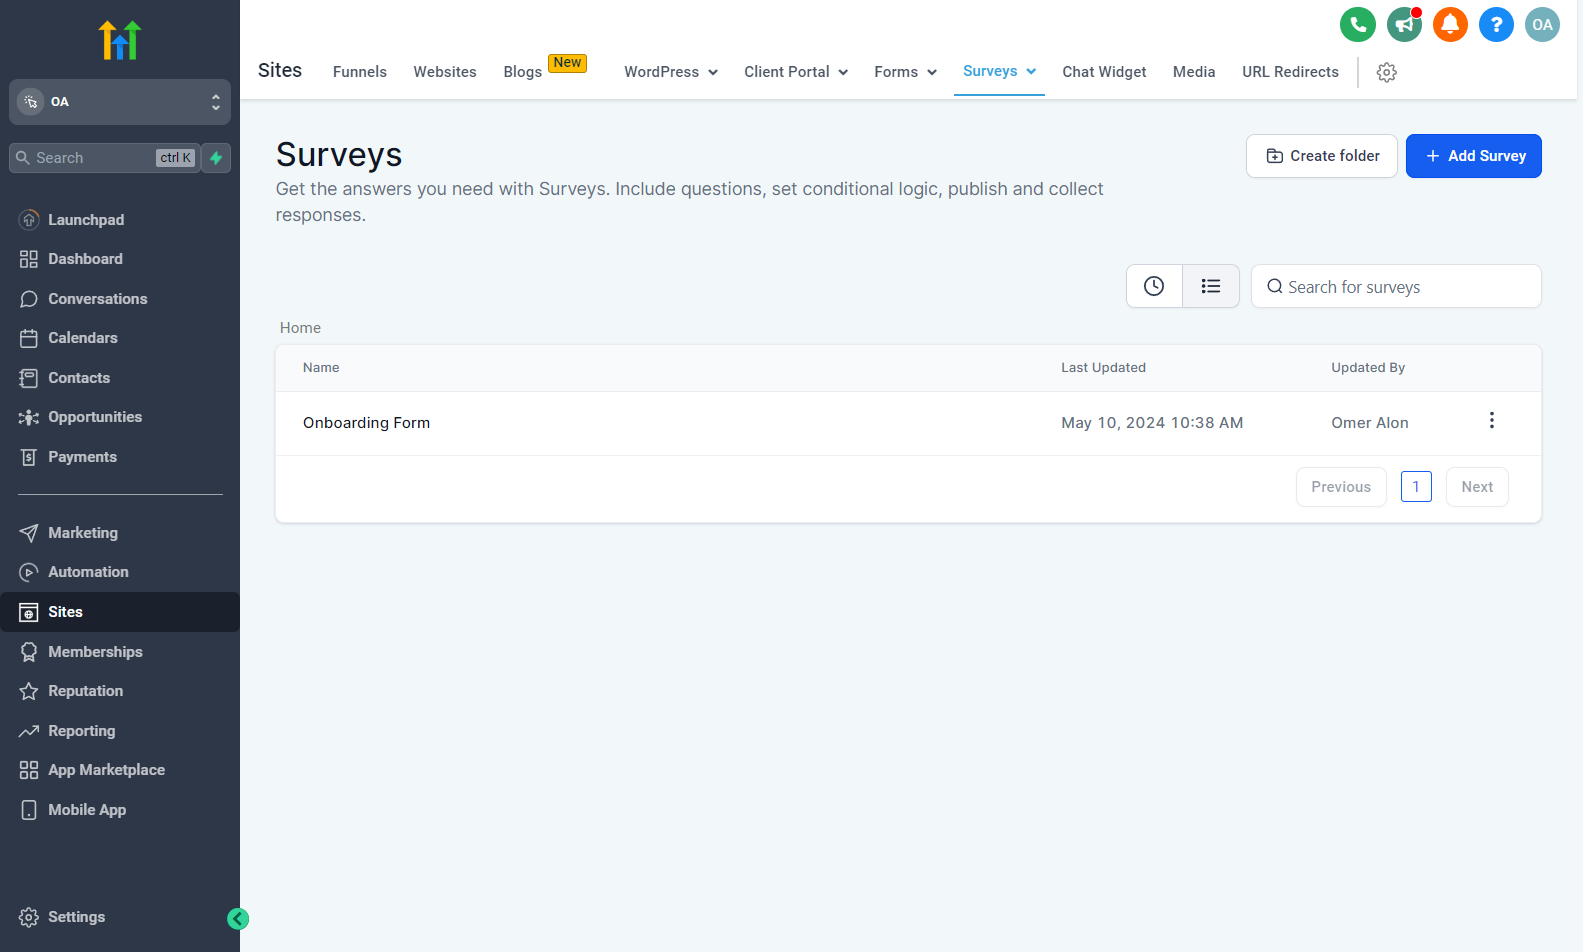 OA
Search
ctrl K
Launchpad
Dashboard
Conversations
Calendars
Contacts
Opportunities
Payments
Marketing
Automation
Sites
Memberships
Reputation
Reporting
App Marketplace
Mobile App
Settings
?
OA
Sites
Funnels
Websites
Blogs
New
WordPress
Client Portal
Forms
Surveys
Chat Widget
Media
URL Redirects
Surveys
Get the answers you need with Surveys. Include questions, set conditional logic, publish and collect
responses.
Create folder
+ Add Survey
Search for surveys
Home
Name Last Updated Updated By
Onboarding Form May 10, 2024 10:38 AM Omer Alon
Previous 1 Next